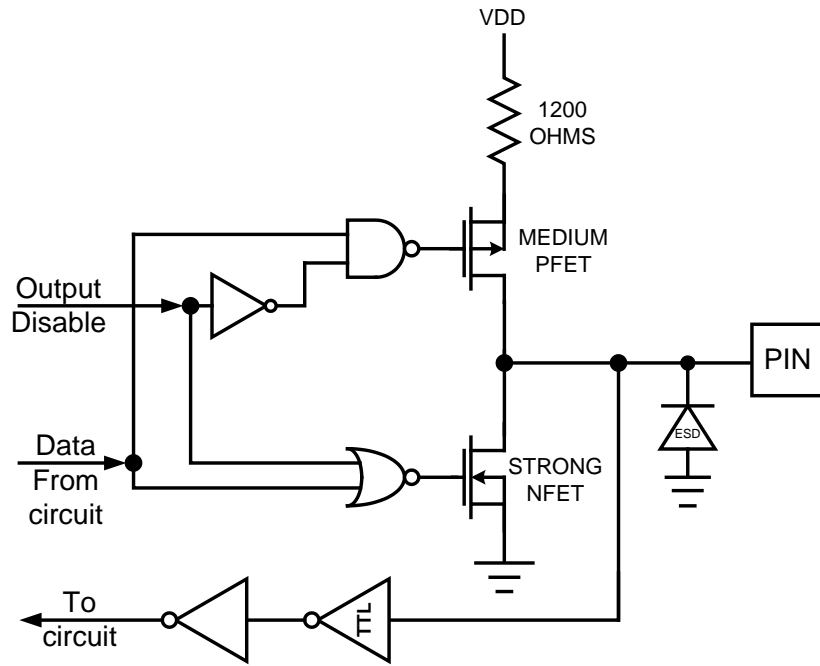 VDD
1200
OHMS
MEDIUM
PFET
Output
Disable
PIN
ESD
Data
From
circuit
STRONG
NFET
To
circuit
TTL